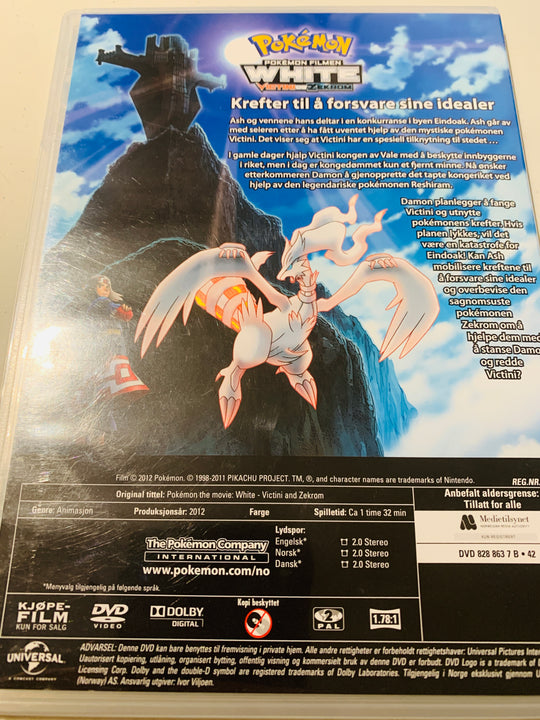 POKÉMON
POKÉMON FILMEN
WHITE
VICTINI OG ZEKROM
Krefter til å forsvare sine idealer
Ash og vennene hans deltar i en konkurranse i byen Eindoak. Ash går av
med seieren etter å ha fått uventet hjelp av den mystiske pokémonen
Victini. Det viser seg at Victini har en spesiell tilknytning til stedet ...
I gamle dager hjalp Victini kongen av Vale med å beskytte innbyggerne
i riket, men i dag er kongedømmet kun et fjernt minne. Nå ønsker
etterkommeren Damon å gjenopprette det tapte kongeriket ved
hjelp av den legendariske pokémonen Reshiram.
Damon planlegger å fange
Victini og utnytte
pokémonens krefter. Hvis
planen lykkes, vil det
være en katastrofe for
Eindoak! Kan Ash
mobilisere kreftene til
å forsvare sine idealer
og overbevise den
sagnomsuste
pokémonen
Zekrom om å
hjelpe dem med
å stanse Damo
og redde
Victini?
Film © 2012 Pokémon. © 1998-2011 PIKACHU PROJECT. TM, ®, and character names are trademarks of Nintendo.
REG.NR.
Original tittel: Pokémon the movie: White - Victini and Zekrom
Genre: Animasjon Produksjonsår: 2012 Farge Spilletid: Ca 1 time 32 min
Anbefalt aldersgrense:
Tillatt for alle
Medietilsynet
NORWEGIAN MEDIA AUTHORITY
KUN REGISTRERT
DVD 828 863 7 B • 42
The Pokémon Company
INTERNATIONAL
www.pokemon.com/no
Lydspor:
Engelsk* 2.0 Stereo
Norsk* 2.0 Stereo
Dansk* 2.0 Stereo
*Menyvalg tilgjengelig på følgende språk.
KJØPE-
FILM
KUN FOR SALG
DVD
VIDEO
DOLBY
DIGITAL
Kopi beskyttet
2
PAL
1.78:1
UNIVERSAL
A COMCAST COMPANY
ADVARSEL: Denne DVD kan bare benyttes til fremvisning i private hjem. Alle andre rettigheter er forbeholdt rettighetshaver: Universal Pictures Inter
Uautorisert kopiering, utlåning, organisert bytting, offentlig visning og kommersiell bruk av denne DVD er forbudt. DVD Logo is a trademark of D
Licensing Corp. Dolby and the double-D symbol are registered trademarks of Dolby Laboratories. Tilgjengelig i Norge eksklusivt gjennom U
(Norway) AS. Ansvarlig utgiver: Ivor Viljoen.